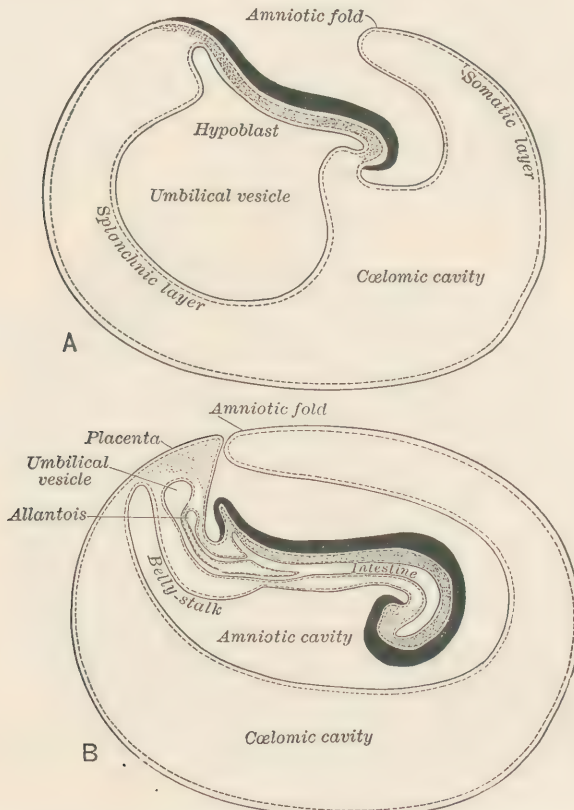 Amniotic fold
Somatic layer
Hypoblast
Umbilical vesicle
Splanchnic layer
Cœlomic cavity
A
Amniotic fold
Placenta
Umbilical
vesicle
Allantois
Intestine
Belly-stalk
Amniotic cavity
Cœlomic cavity
B